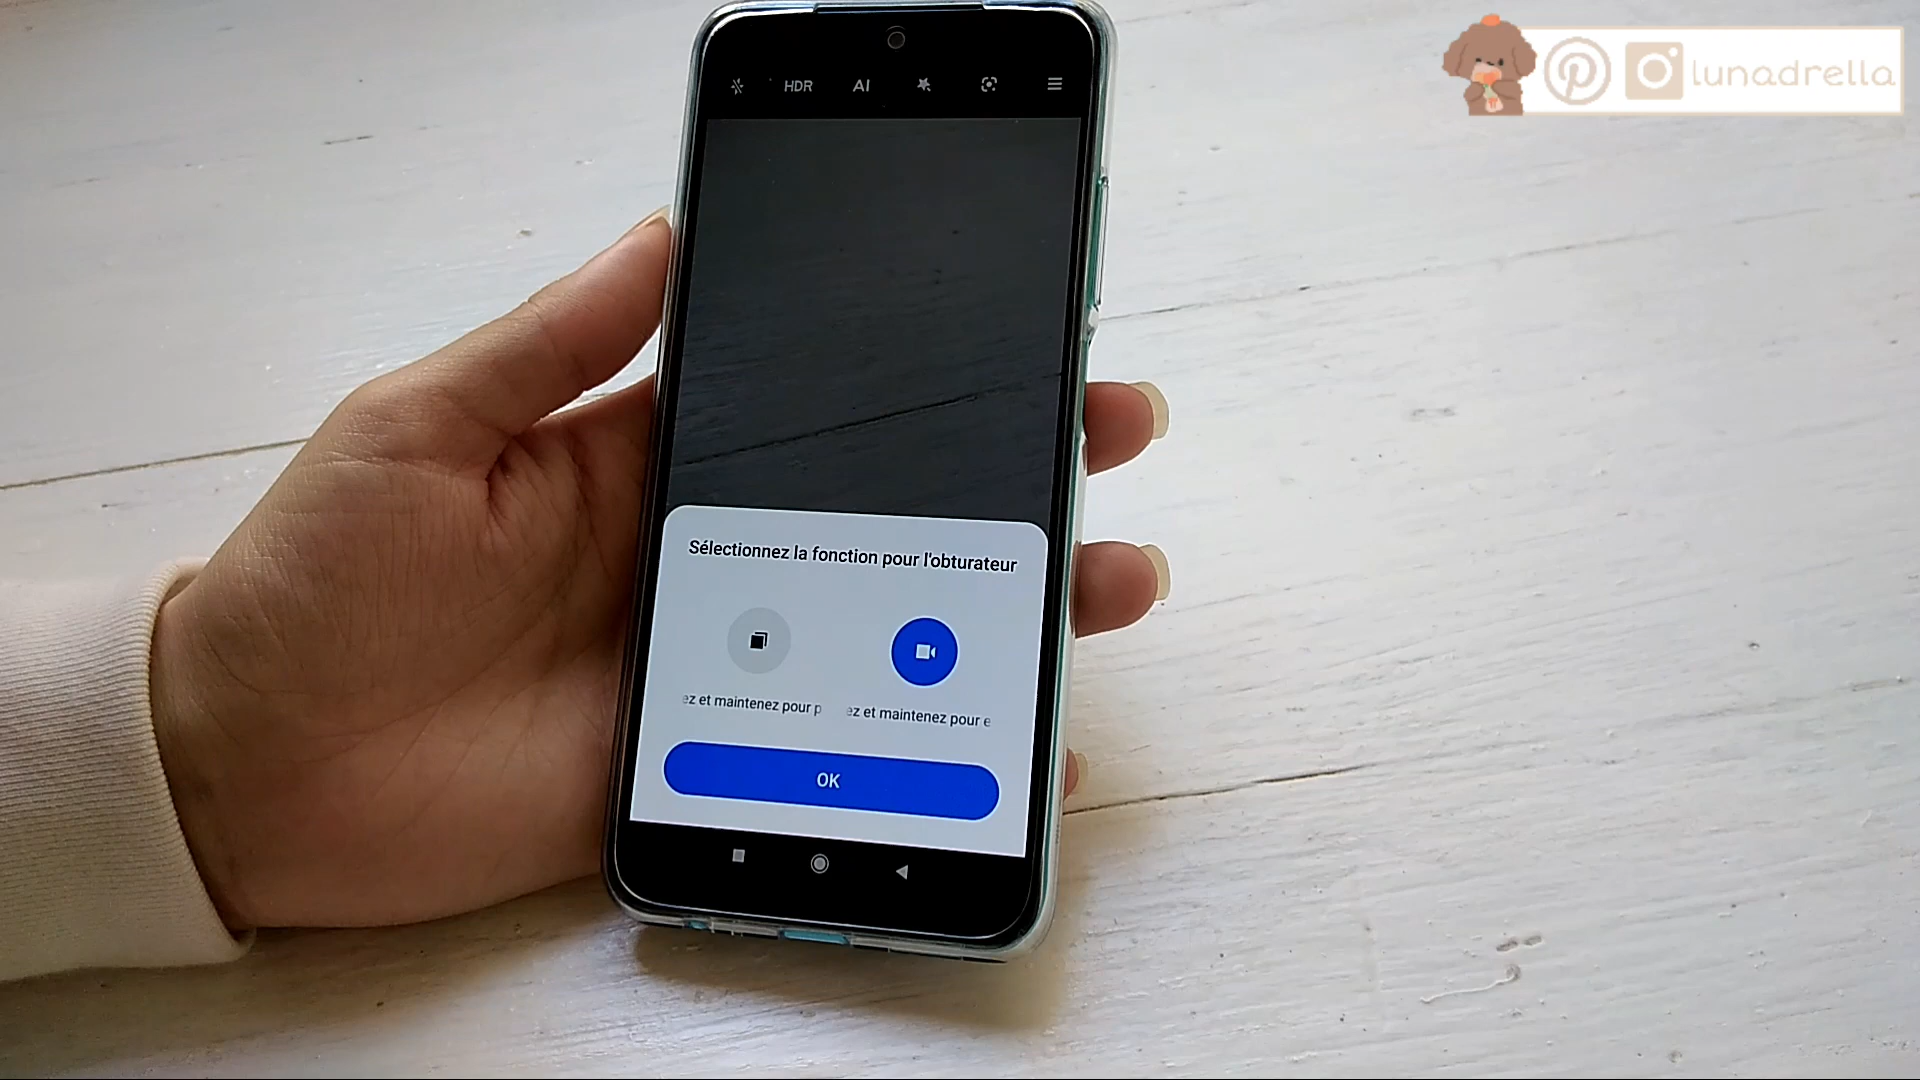 lunadrella
HDR
AI
Sélectionnez la fonction pour l'obturateur
ez et maintenez pour p
ez et maintenez pour e
OK